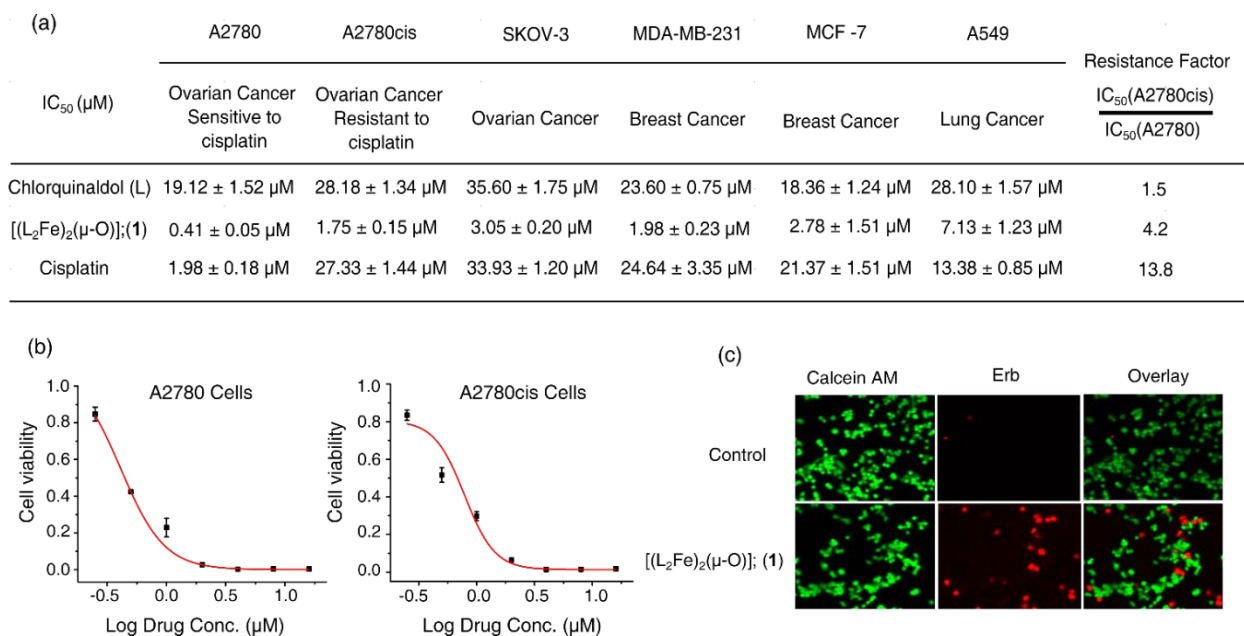 (a)
A2780 A2780cis SKOV-3 MDA-MB-231 MCF -7 A549
Resistance Factor
IC₅₀ (µM)
Ovarian Cancer Sensitive to cisplatin
Ovarian Cancer Resistant to cisplatin
Ovarian Cancer
Breast Cancer
Breast Cancer
Lung Cancer
IC₅₀(A2780cis)
IC₅₀(A2780)
Chlorquinaldol (L) 19.12 ± 1.52 µM 28.18 ± 1.34 µM 35.60 ± 1.75 µM 23.60 ± 0.75 µM 18.36 ± 1.24 µM 28.10 ± 1.57 µM 1.5
[(L₂Fe)₂(µ-O)];(1) 0.41 ± 0.05 µM 1.75 ± 0.15 µM 3.05 ± 0.20 µM 1.98 ± 0.23 µM 2.78 ± 1.51 µM 7.13 ± 1.23 µM 4.2
Cisplatin 1.98 ± 0.18 µM 27.33 ± 1.44 µM 33.93 ± 1.20 µM 24.64 ± 3.35 µM 21.37 ± 1.51 µM 13.38 ± 0.85 µM 13.8
(b)
A2780 Cells
Cell viability
1.0
0.8
0.6
0.4
0.2
0.0
-0.5 0.0 0.5 1.0
Log Drug Conc. (µM)
A2780cis Cells
Cell viability
1.0
0.8
0.6
0.4
0.2
0.0
-0.5 0.0 0.5 1.0
Log Drug Conc. (µM)
(c)
Calcein AM Erb Overlay
Control
[(L₂Fe)₂(µ-O)]; (1)